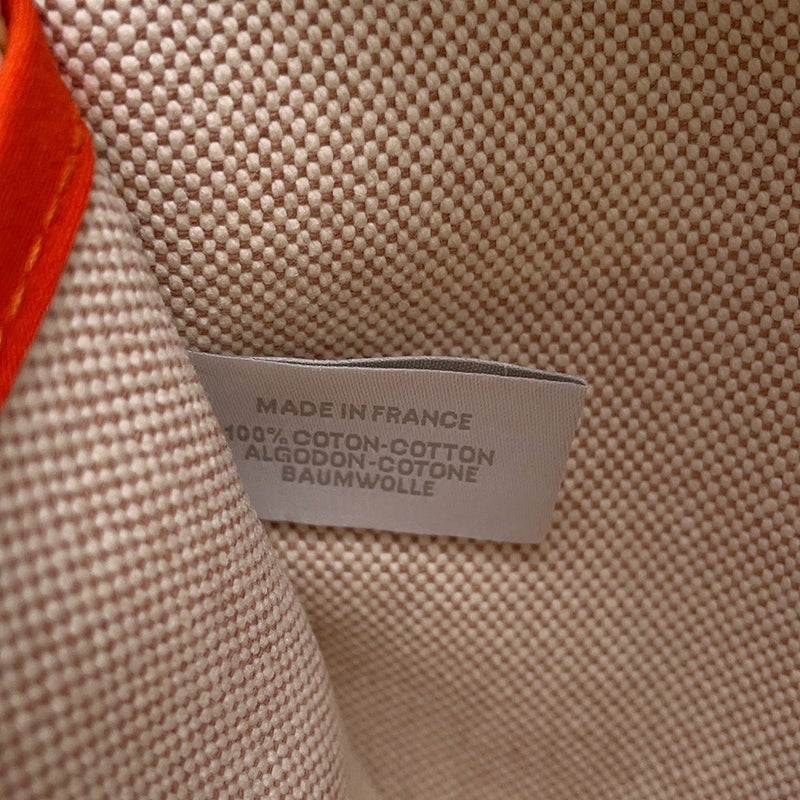 MADE IN FRANCE
100% COTON-COTTON
ALGODON-COTONE
BAUMWOLLE